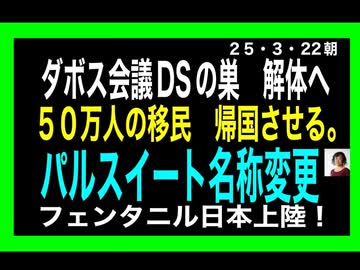 ２５・３・２２朝
ダボス会議DSの巣　解体へ
５０万人の移民　帰国させる。
パルスイート名称変更
フェンタニル日本上陸！